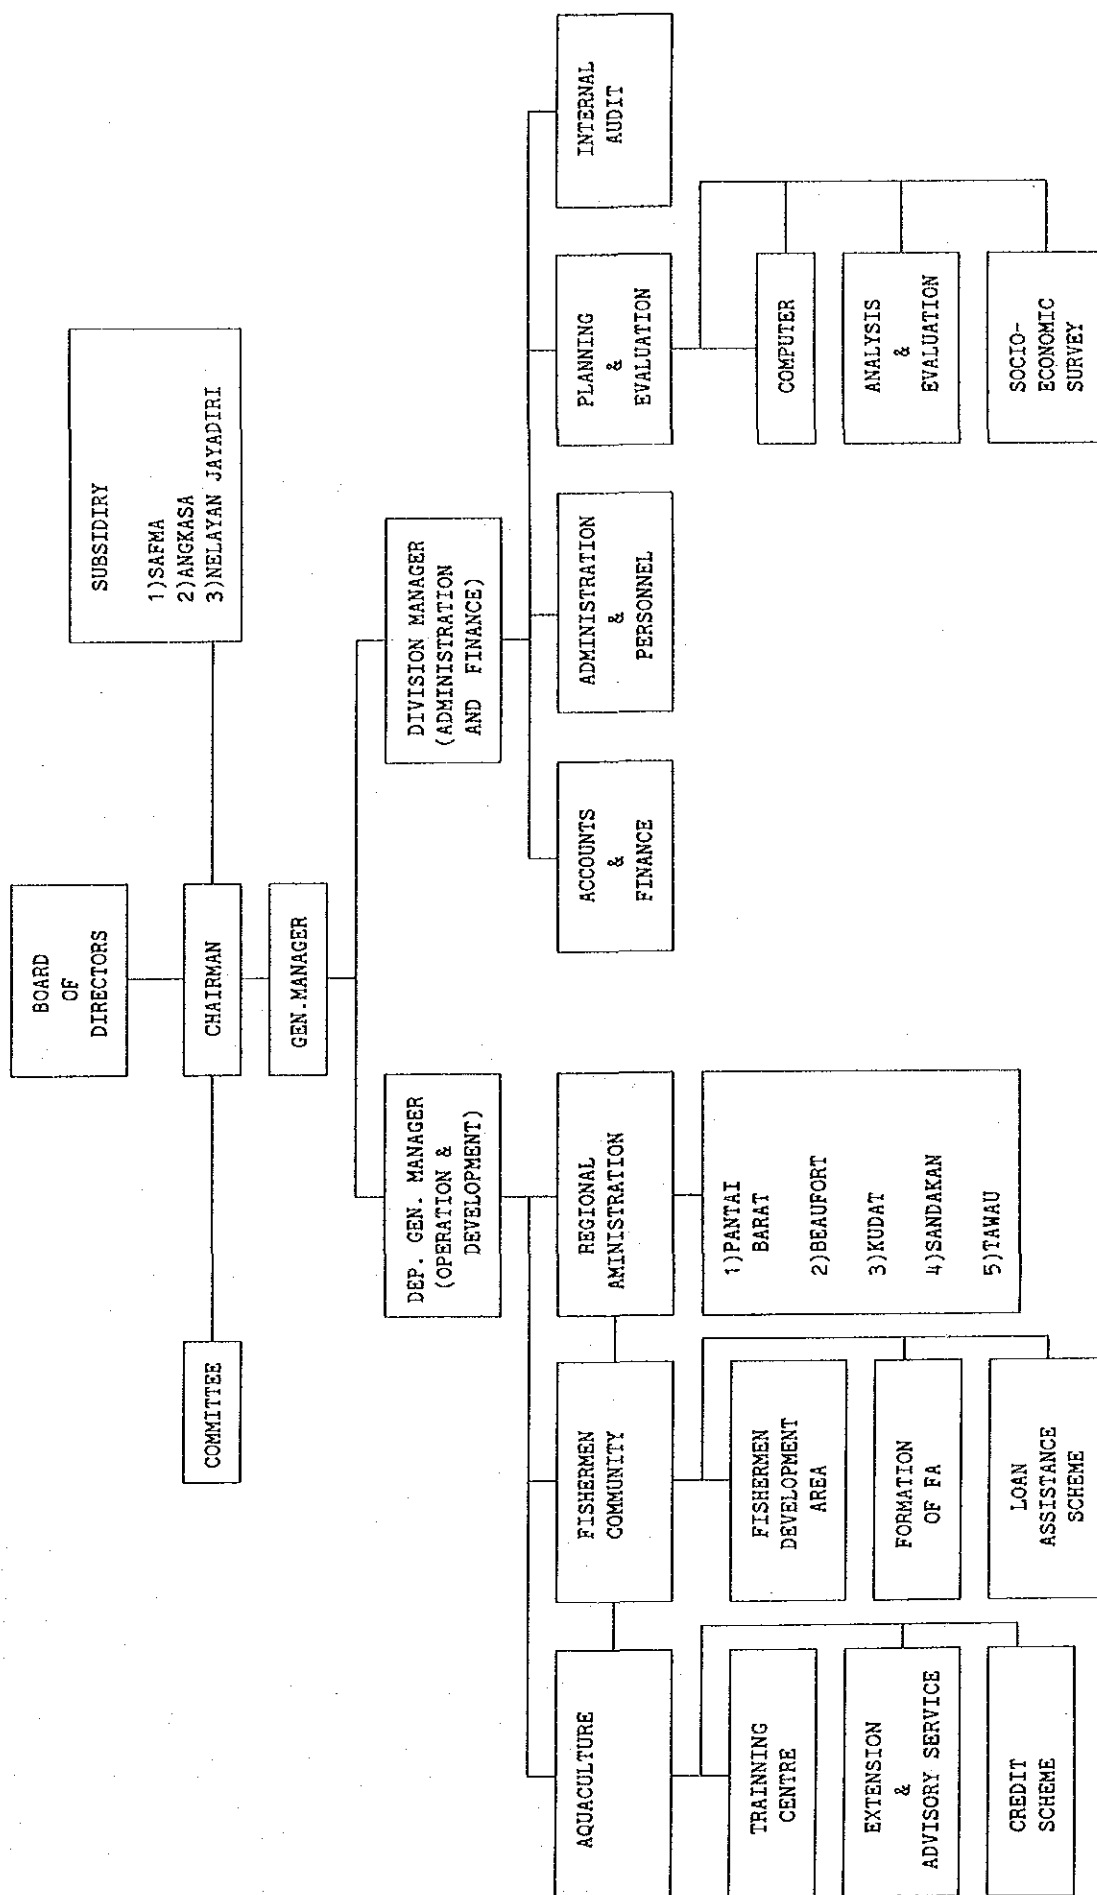 BOARD
OF
DIRECTORS
SUBSIDIRY
1)SAFMA
2)ANGKASA
3)NELAYAN JAYADIRI
COMMITTEE
CHAIRMAN
GEN.MANAGER
DEP. GEN. MANAGER
(OPERATION &
DEVELOPMENT)
DIVISION MANAGER
(ADMINISTRATION
AND FINANCE)
AQUACULTURE
FISHERMEN
COMMUNITY
REGIONAL
AMINISTRATION
ACCOUNTS
&
FINANCE
ADMINISTRATION
&
PERSONNEL
PLANNING
&
EVALUATION
INTERNAL
AUDIT
TRAINNING
CENTRE
EXTENSION
&
ADVISORY SERVICE
CREDIT
SCHEME
FISHERMEN
DEVELOPMENT
AREA
FORMATION
OF FA
LOAN
ASSISTANCE
SCHEME
1)PANTAI
BARAT
2)BEAUFORT
3)KUDAT
4)SANDAKAN
5)TAWAU
COMPUTER
ANALYSIS
&
EVALUATION
SOCIO-
ECONOMIC
SURVEY